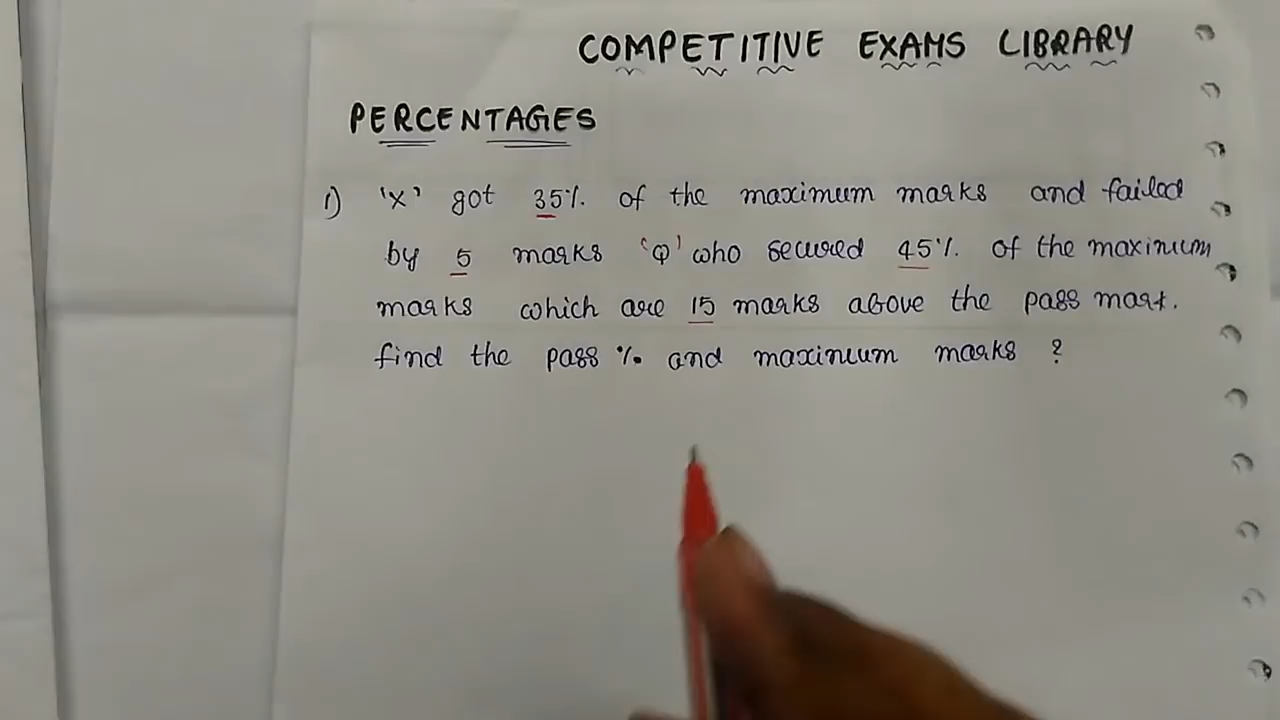 COMPETITIVE EXAMS LIBRARY
PERCENTAGES
1) 'X' got 35% of the maximum marks and failed
by 5 marks 'Q' who secured 45% of the maximum
marks which are 15 marks above the pass mark.
find the pass % and maximum marks ?